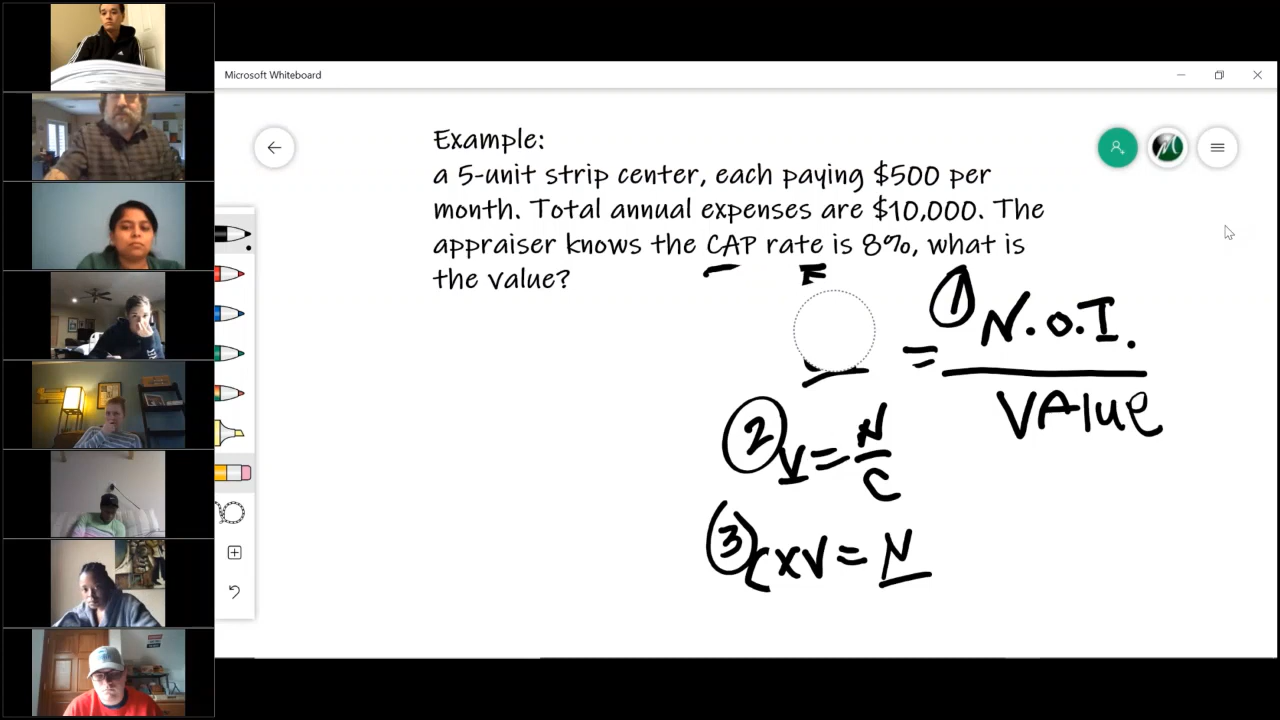 Microsoft Whiteboard
Example:
a 5-unit strip center, each paying $500 per
month. Total annual expenses are $10,000. The
appraiser knows the CAP rate is 8%, what is
the value?
① = N.O.I.
VAlue
② V = N
C
③ C x V = N